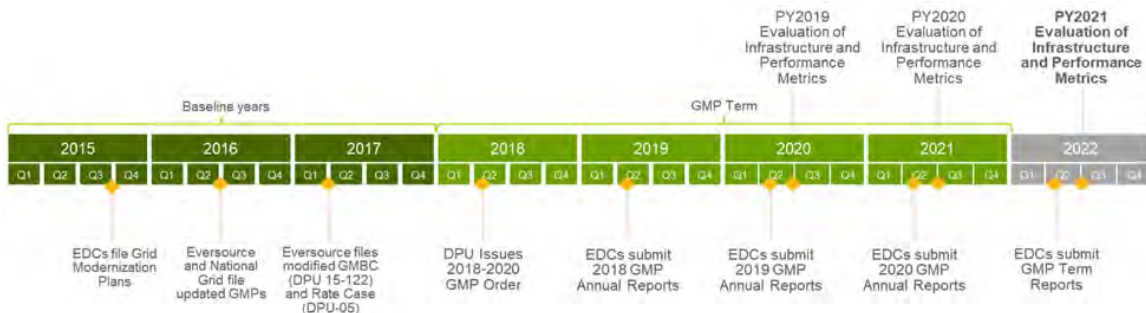 PY2019
Evaluation of
Infrastructure and
Performance
Metrics
PY2020
Evaluation of
Infrastructure and
Performance
Metrics
PY2021
Evaluation of
Infrastructure
and Performance
Metrics
Baseline years
GMP Term
2015
2016
2017
2018
2019
2020
2021
2022
Q1 Q2 Q3 Q4
Q1 Q2 Q3 Q4
Q1 Q2 Q3 Q4
Q1 Q2 Q3 Q4
Q1 Q2 Q3 Q4
Q1 Q2 Q3 Q4
Q1 Q2 Q3 Q4
Q1 Q2 Q3 Q4
EDCs file Grid
Modernization
Plans
Eversource
and National
Grid file
updated GMPs
Eversource files
modified GMBC
(DPU 15-122)
and Rate Case
(DPU-05)
DPU Issues
2018-2020
GMP Order
EDCs submit
2018 GMP
Annual Reports
EDCs submit
2019 GMP
Annual Reports
EDCs submit
2020 GMP
Annual Reports
EDCs submit
GMP Term
Reports